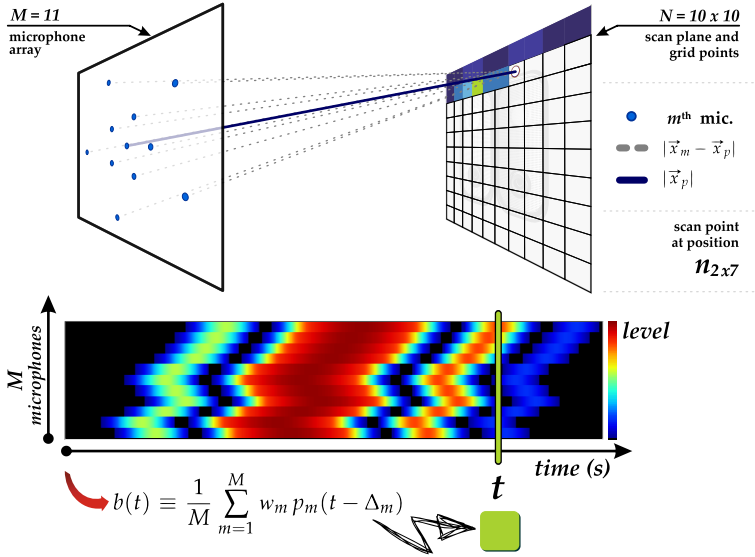 M = 11
microphone
array
N = 10 x 10
scan plane and
grid points
mᵗʰ mic.
|x⃗ₘ − x⃗ₚ|
|x⃗ₚ|
scan point
at position
n₂ₓ₇
M
microphones
level
time (s)
t
b(t) ≡ 1/M ∑_{m=1}^{M} wₘ pₘ(t − Δₘ)